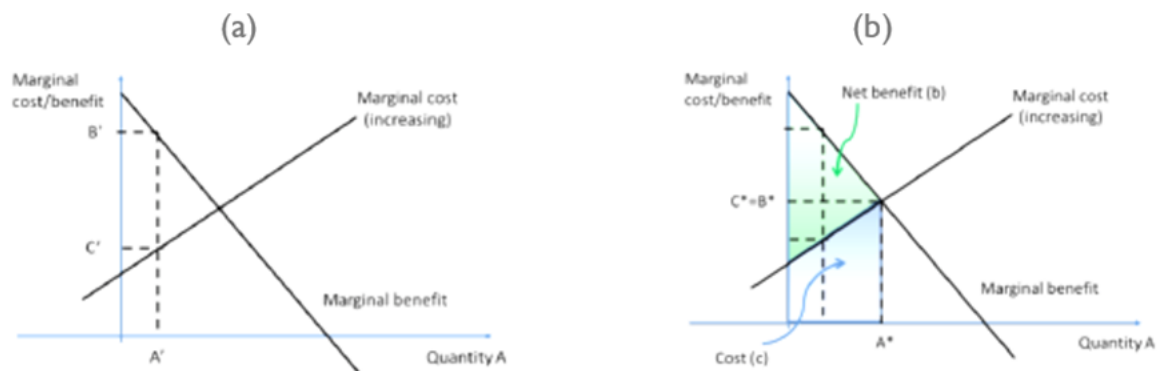 (a)
Marginal
cost/benefit
B'
C'
A'
Marginal cost
(increasing)
Marginal benefit
Quantity A
(b)
Marginal
cost/benefit
Net benefit (b)
Marginal cost
(increasing)
C*=B*
Marginal benefit
Cost (c)
A*
Quantity A